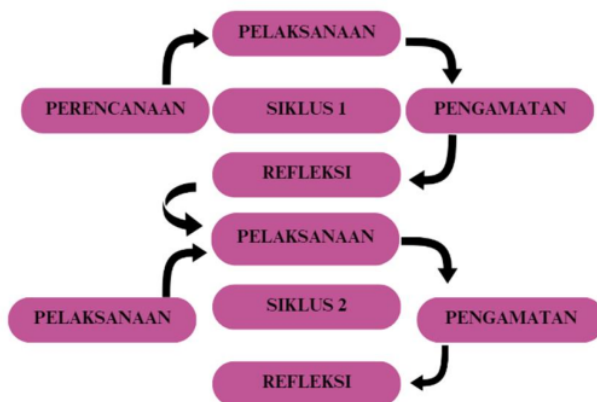 PELAKSANAAN
PERENCANAAN
SIKLUS 1
PENGAMATAN
REFLEKSI
PELAKSANAAN
PELAKSANAAN
SIKLUS 2
PENGAMATAN
REFLEKSI